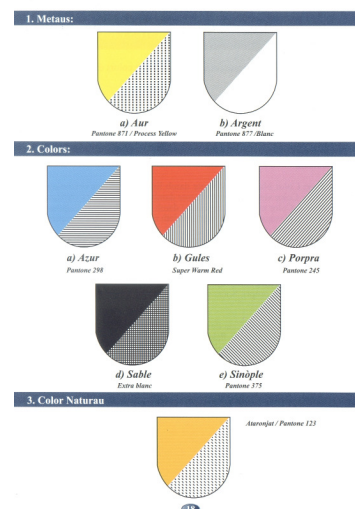 1. Metaus:
a) Aur
Pantone 871 / Process Yellow
b) Argent
Pantone 877 /Blanc
2. Colors:
a) Azur
Pantone 298
b) Gules
Super Warm Red
c) Porpra
Pantone 245
d) Sable
Extra blanc
e) Sinòple
Pantone 375
3. Color Naturau
Aturonjat / Pantone 123